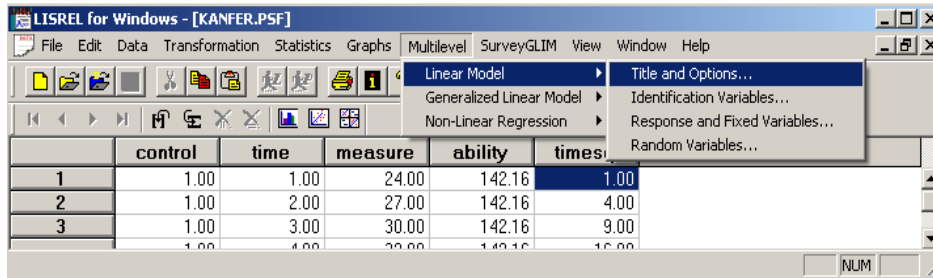 LISREL for Windows - [KANFER.PSF]
File Edit Data Transformation Statistics Graphs Multilevel SurveyGLIM View Window Help
Linear Model
Generalized Linear Model
Non-Linear Regression
Title and Options...
Identification Variables...
Response and Fixed Variables...
Random Variables...
control time measure ability
1 1.00 1.00 24.00 142.16 1.00
2 1.00 2.00 27.00 142.16 4.00
3 1.00 3.00 30.00 142.16 9.00
NUM